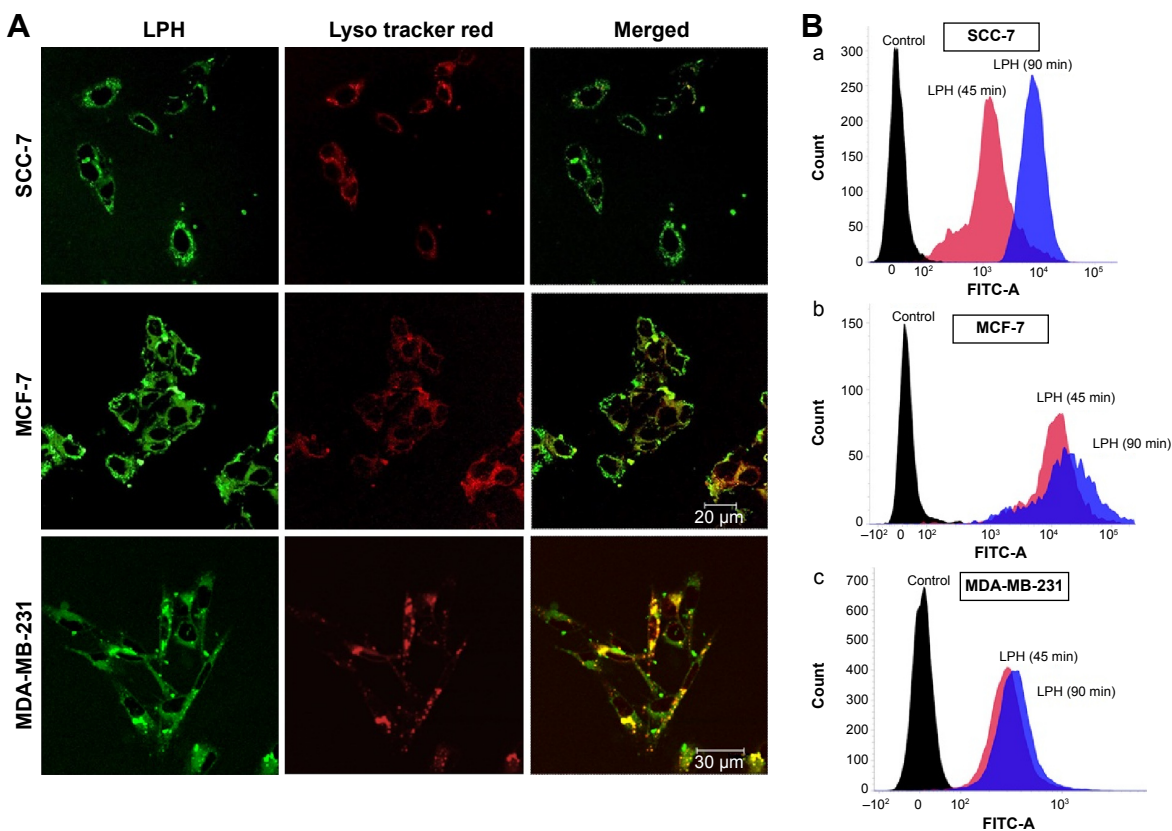 A
LPH
Lyso tracker red
Merged
SCC-7
MCF-7
20 µm
MDA-MB-231
30 µm
B
a
SCC-7
Control
LPH (90 min)
LPH (45 min)
300
250
200
150
100
50
0
Count
0 10² 10³ 10⁴ 10⁵
FITC-A
b
MCF-7
Control
LPH (45 min)
LPH (90 min)
150
100
50
0
Count
–10² 0 10² 10³ 10⁴ 10⁵
FITC-A
c
MDA-MB-231
Control
LPH (45 min)
LPH (90 min)
700
600
500
400
300
200
100
0
Count
–10² 0 10² 10³
FITC-A